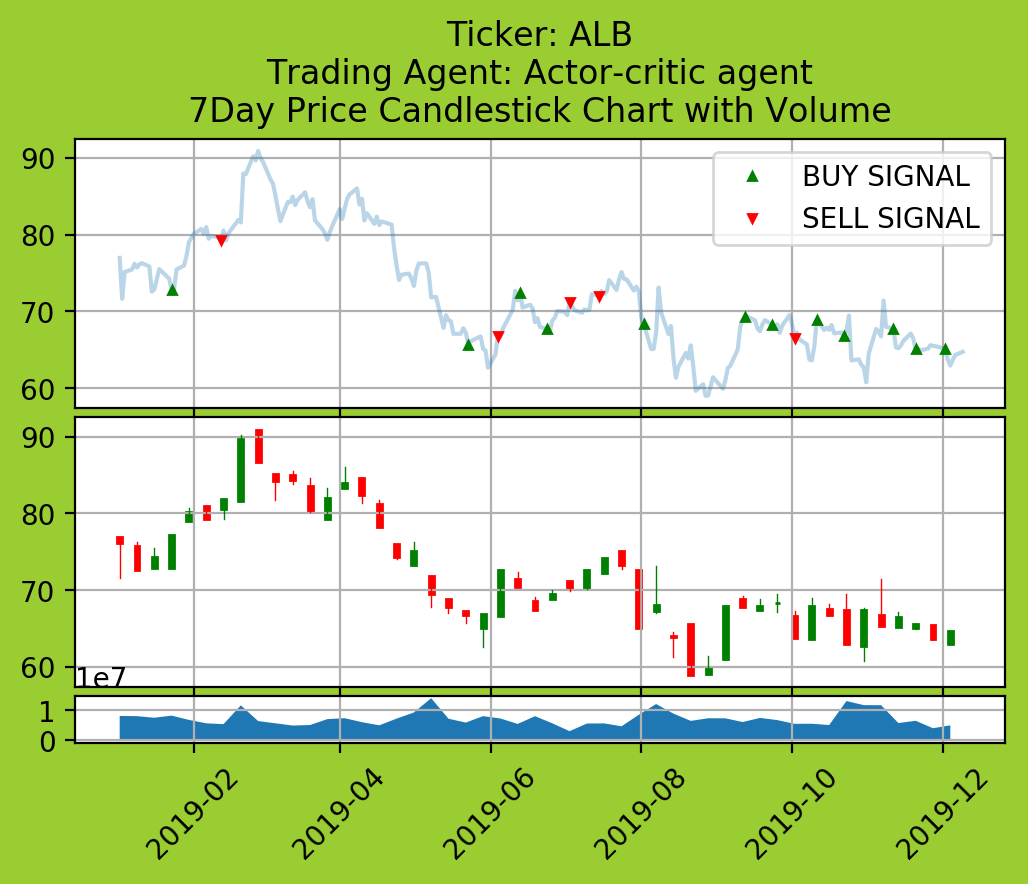 Ticker: ALB
Trading Agent: Actor-critic agent
7Day Price Candlestick Chart with Volume
90
80
70
60
BUY SIGNAL
SELL SIGNAL
90
80
70
60
1e7
1
0
2019-02
2019-04
2019-06
2019-08
2019-10
2019-12